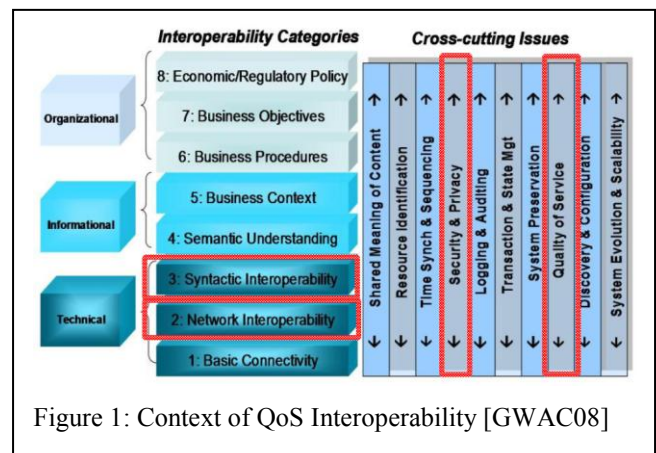 Interoperability Categories
Cross-cutting Issues
Organizational
8: Economic/Regulatory Policy
7: Business Objectives
6: Business Procedures
Informational
5: Business Context
4: Semantic Understanding
Technical
3: Syntactic Interoperability
2: Network Interoperability
1: Basic Connectivity
Shared Meaning of Content
Resource Identification
Time Synch & Sequencing
Security & Privacy
Logging & Auditing
Transaction & State Mgt
System Preservation
Quality of Service
Discovery & Configuration
System Evolution & Scalability
Figure 1: Context of QoS Interoperability [GWAC08]